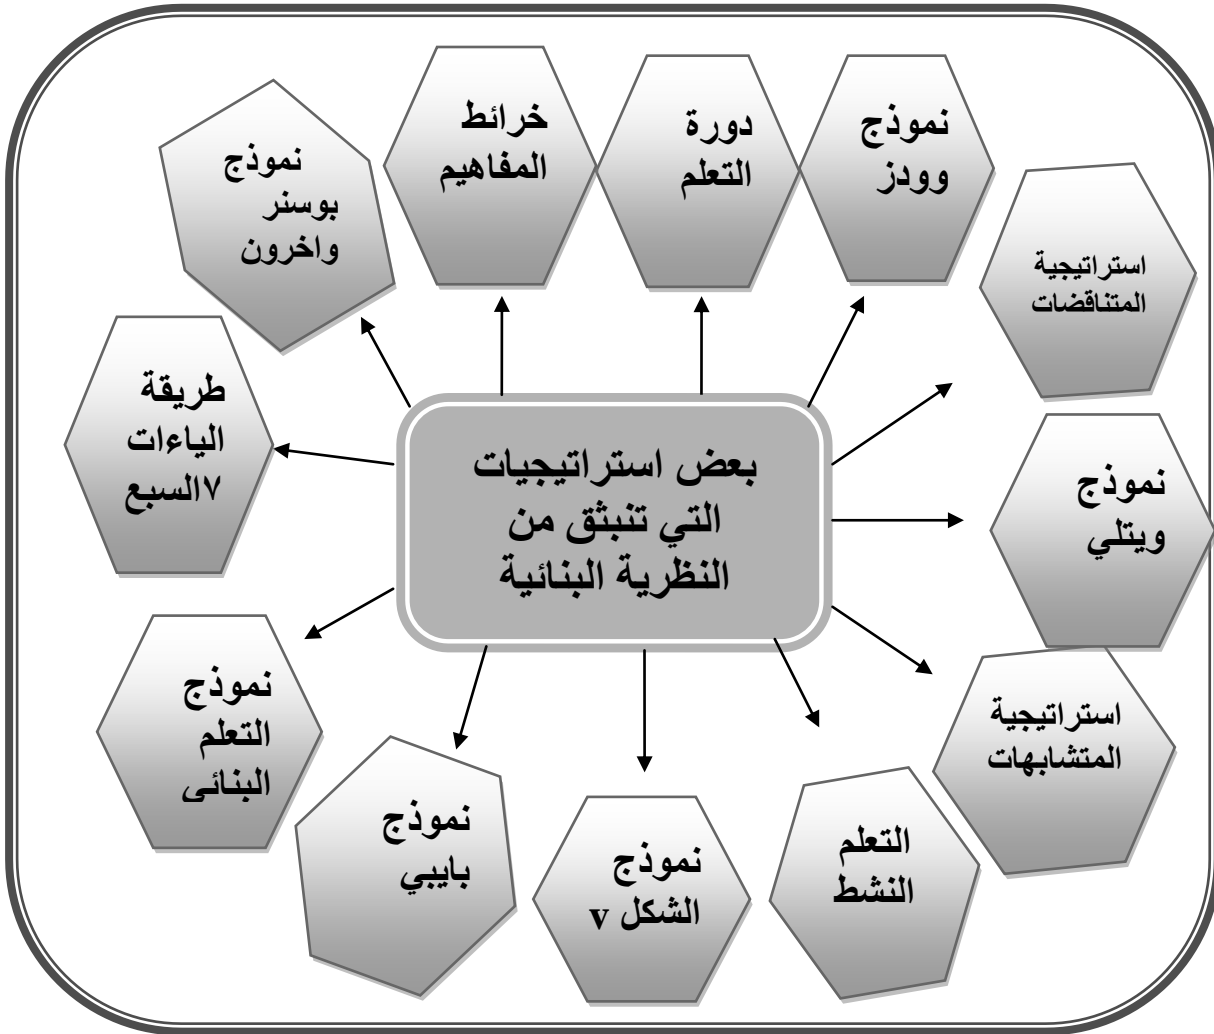 نموذج
وودز
دورة
التعلم
خرائط
المفاهيم
نموذج
بوسنر
واخرون
استراتيجية
المتناقضات
طريقة
الياءات
٧السبع
بعض استراتيجيات
التي تنبثق من
النظرية البنائية
نموذج
ويتلي
نموذج
التعلم
البنائي
استراتيجية
المتشابهات
نموذج
بايبي
نموذج
الشكل v
التعلم
النشط